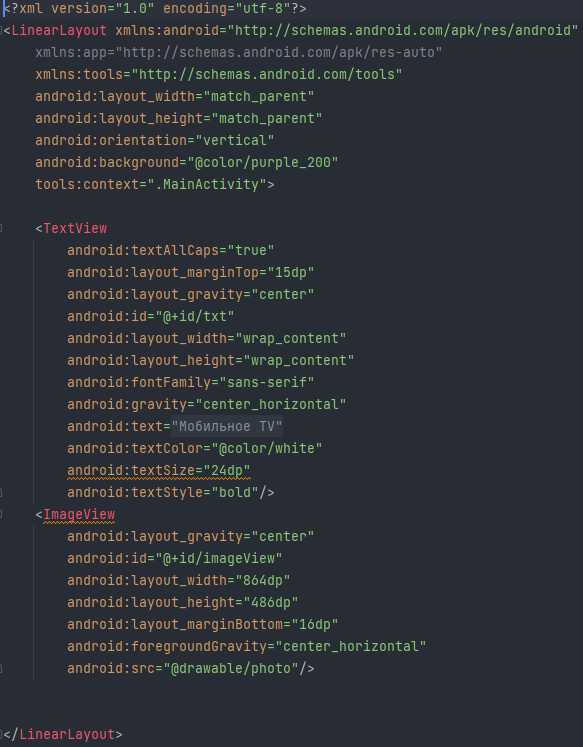 <?xml version="1.0" encoding="utf-8"?>
<LinearLayout xmlns:android="http://schemas.android.com/apk/res/android"
xmlns:app="http://schemas.android.com/apk/res-auto"
xmlns:tools="http://schemas.android.com/tools"
android:layout_width="match_parent"
android:layout_height="match_parent"
android:orientation="vertical"
android:background="@color/purple_200"
tools:context=".MainActivity">
<TextView
android:textAllCaps="true"
android:layout_marginTop="15dp"
android:layout_gravity="center"
android:id="@+id/txt"
android:layout_width="wrap_content"
android:layout_height="wrap_content"
android:fontFamily="sans-serif"
android:gravity="center_horizontal"
android:text="Мобильное TV"
android:textColor="@color/white"
android:textSize="24dp"
android:textStyle="bold"/>
<ImageView
android:layout_gravity="center"
android:id="@+id/imageView"
android:layout_width="864dp"
android:layout_height="486dp"
android:layout_marginBottom="16dp"
android:foregroundGravity="center_horizontal"
android:src="@drawable/photo"/>
</LinearLayout>